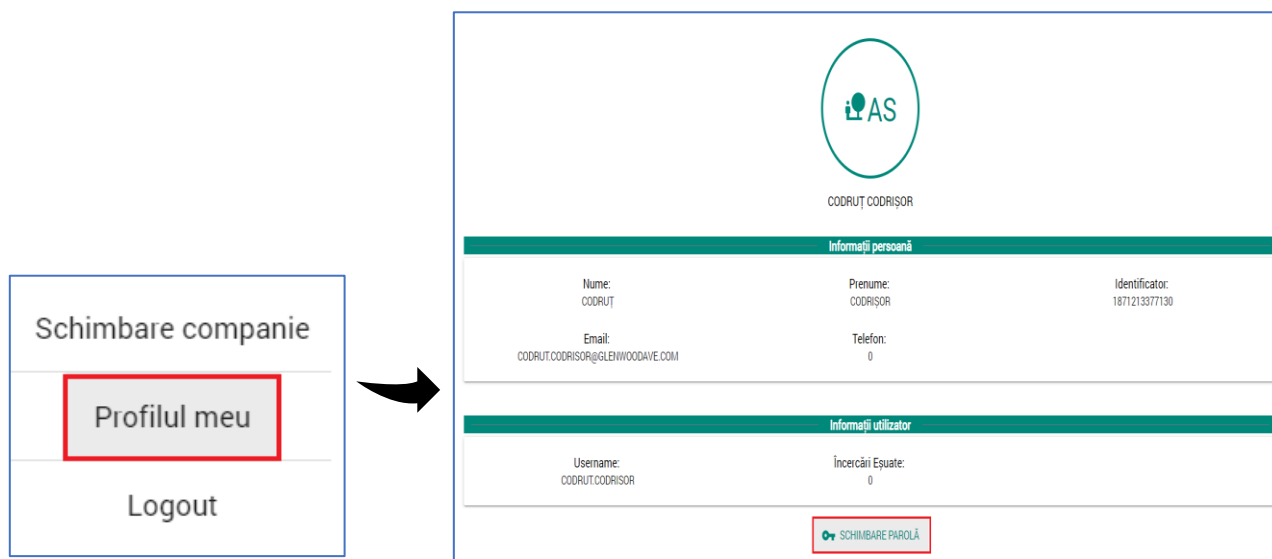 Schimbare companie
Profilul meu
Logout
AS
CODRUȚ CODRIȘOR
Informații persoană
Nume: Prenume: Identificator:
CODRUȚ CODRIȘOR 1871213377130
Email: Telefon:
CODRUT.CODRISOR@GLENWOODAVE.COM 0
Informații utilizator
Username: Încercări Eșuate:
CODRUT.CODRISOR 0
SCHIMBARE PAROLĂ